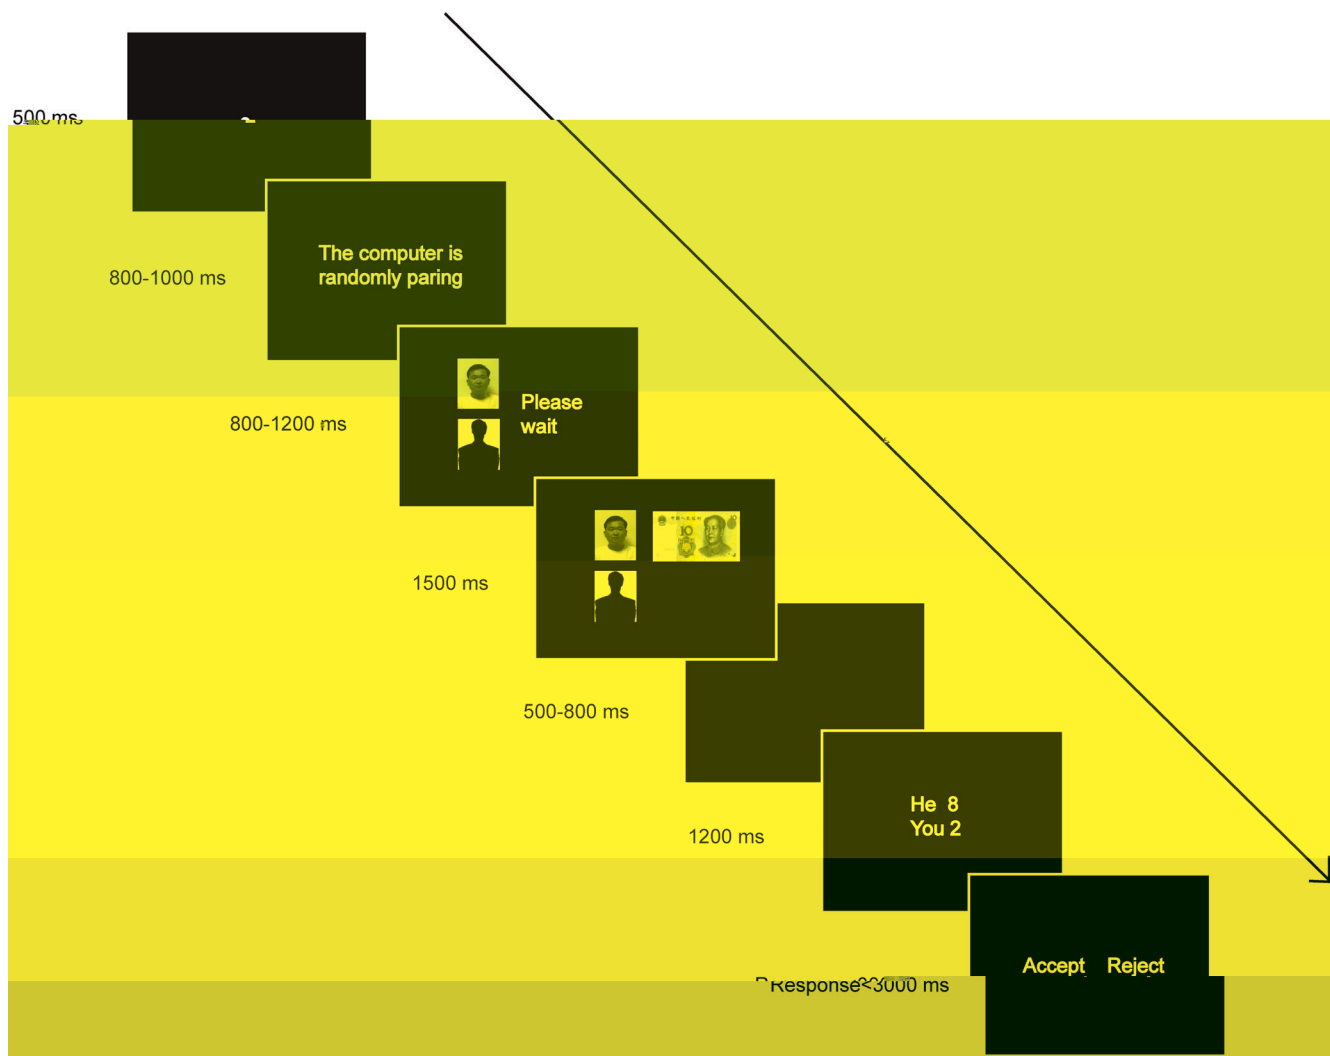 500 ms
The computer is
randomly paring
800-1000 ms
Please
wait
800-1200 ms
10
1500 ms
500-800 ms
He 8
You 2
1200 ms
Accept Reject
Response<3000 ms